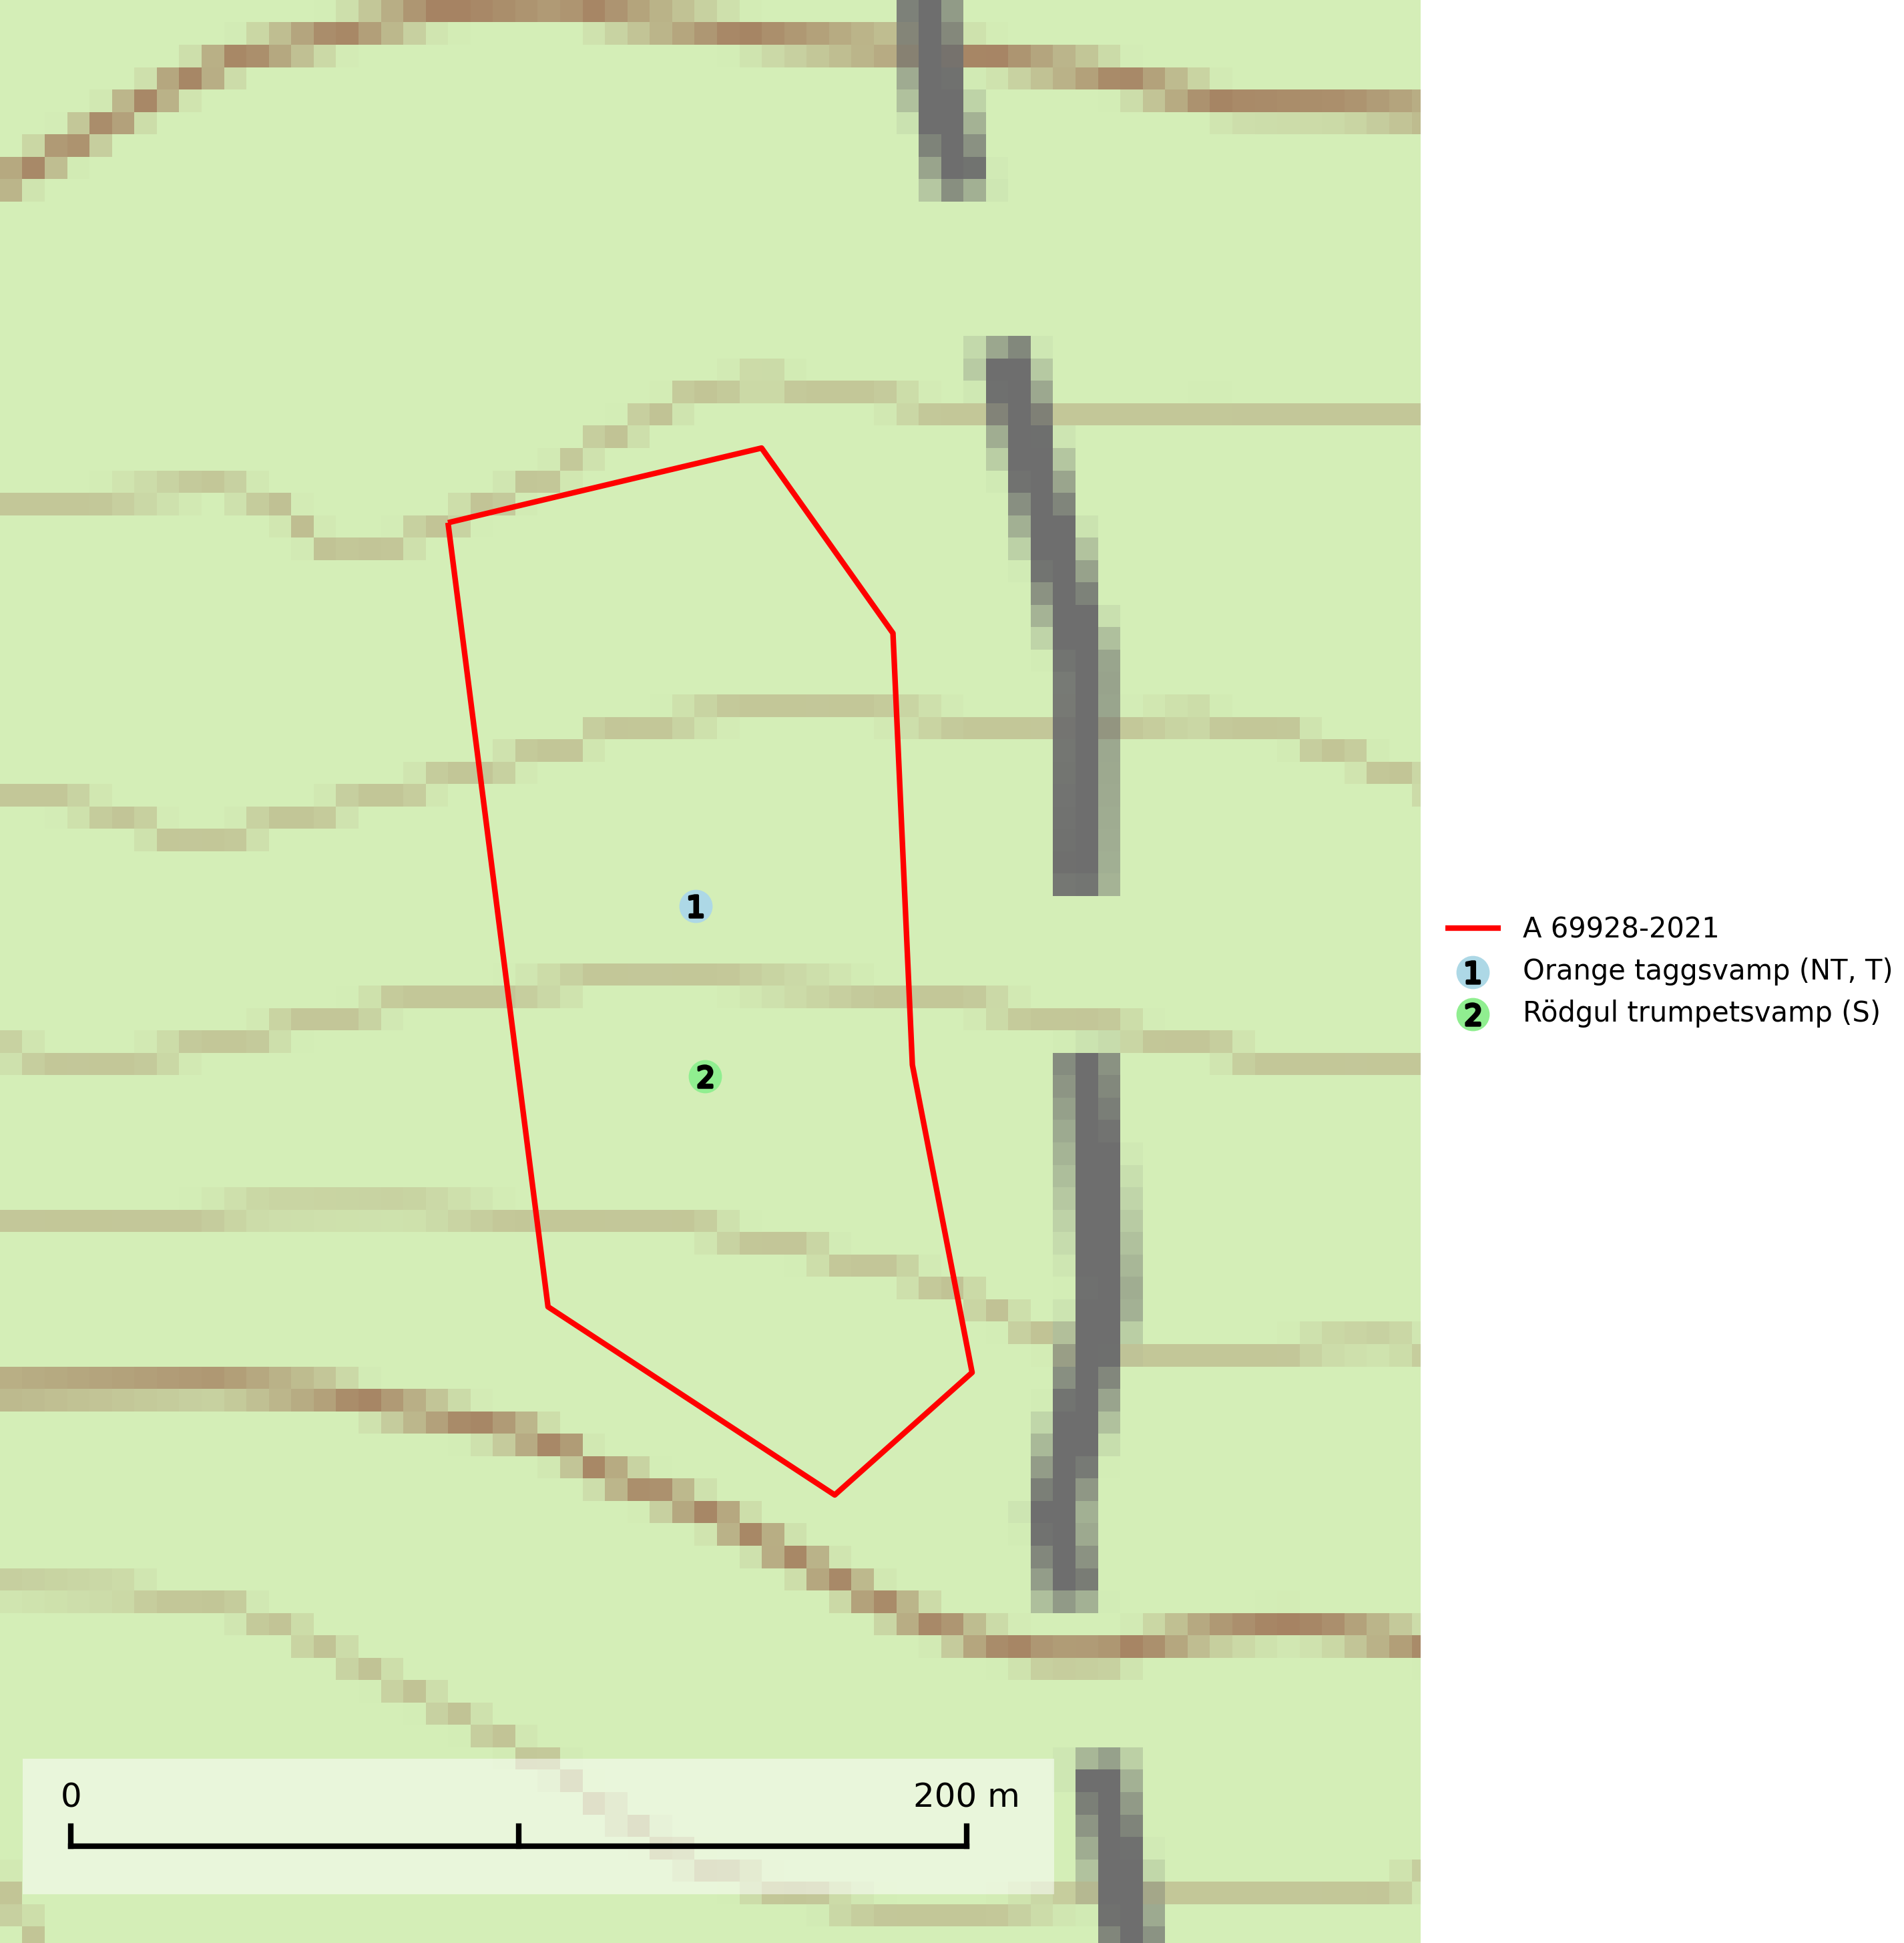 1
2
A 69928-2021
1 Orange taggsvamp (NT, T)
2 Rödgul trumpetsvamp (S)
0 200 m